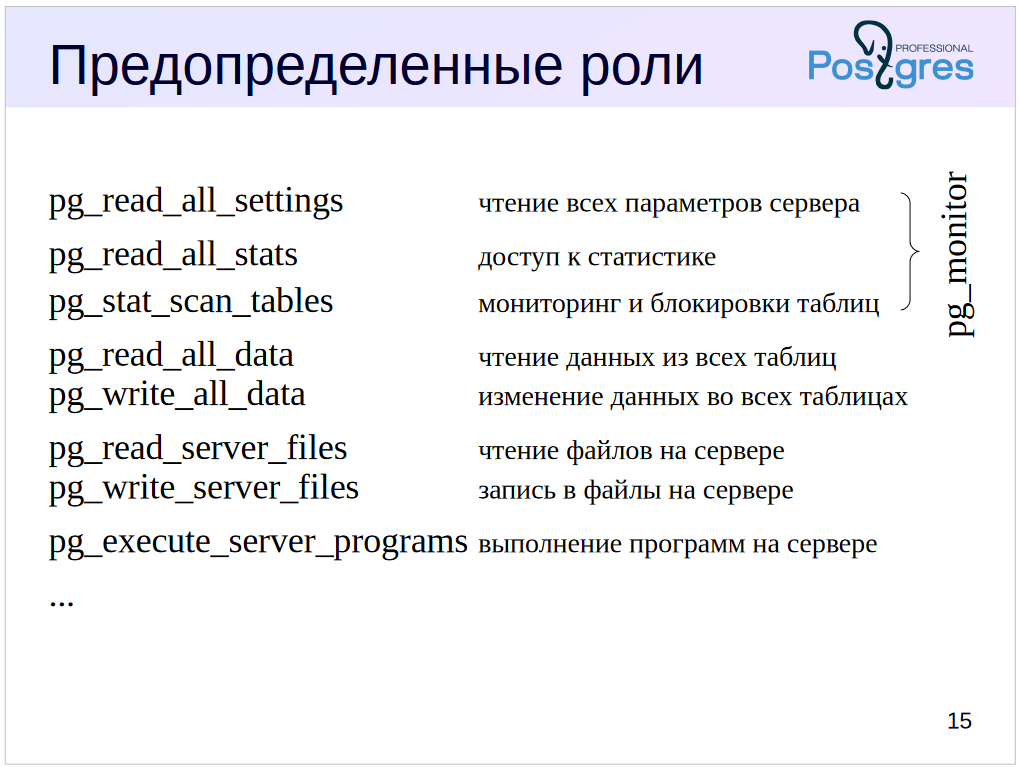 Предопределенные роли
PROFESSIONAL
Postgres
pg_read_all_settings чтение всех параметров сервера
pg_read_all_stats доступ к статистике
pg_stat_scan_tables мониторинг и блокировки таблиц
pg_monitor
pg_read_all_data чтение данных из всех таблиц
pg_write_all_data изменение данных во всех таблицах
pg_read_server_files чтение файлов на сервере
pg_write_server_files запись в файлы на сервере
pg_execute_server_programs выполнение программ на сервере
...
15